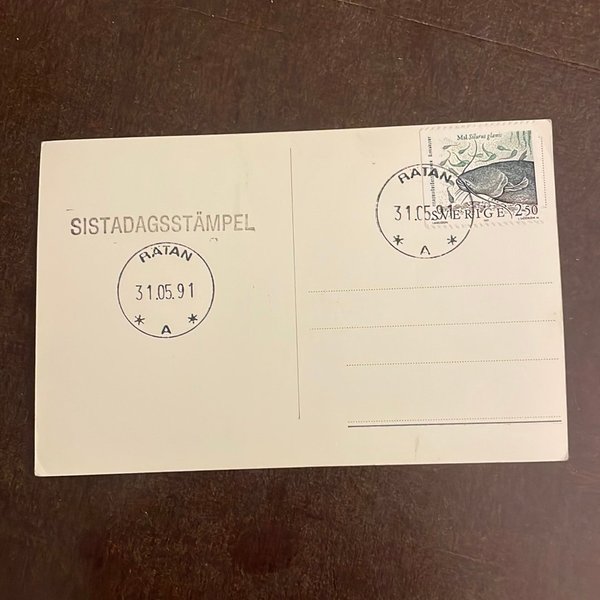 SISTADAGSSTÄMPEL
RATAN
31.05.91
* A *
Mal Silurus glanis
SVERIGE 2.50
RATAN
31.05.91
* A *